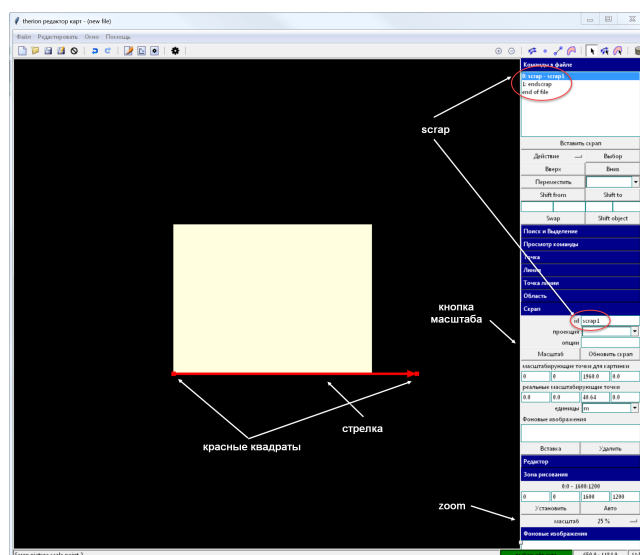 therion редактор карт - (new file)
Файл Редактировать Окно Помощь
Команды в файле
0: scrap - scrap1
1: endscrap
end of file
scrap
Вставить скрап
Действие Выбор
Вверх Вниз
Переместить
Shift from Shift to
Swap Shift object
Поиск и Выделение
Просмотр команды
Точка
Линия
Точка линии
Область
Скрап
кнопка
масштаба
id scrap1
проекция
опции
Масштаб Обновить скрап
масштабирующие точки для картинки
0 0 1960.0 0.0
реальные масштабирующие точки
0.0 0.0 40.64 0.0
единицы m
Фоновые изображения
стрелка
красные квадраты
Вставка Удалить
Редактор
Зона рисования
0:0 - 1600:1200
0 0 1600 1200
Установить Авто
zoom
масштаб 25 %
Фоновые изображения